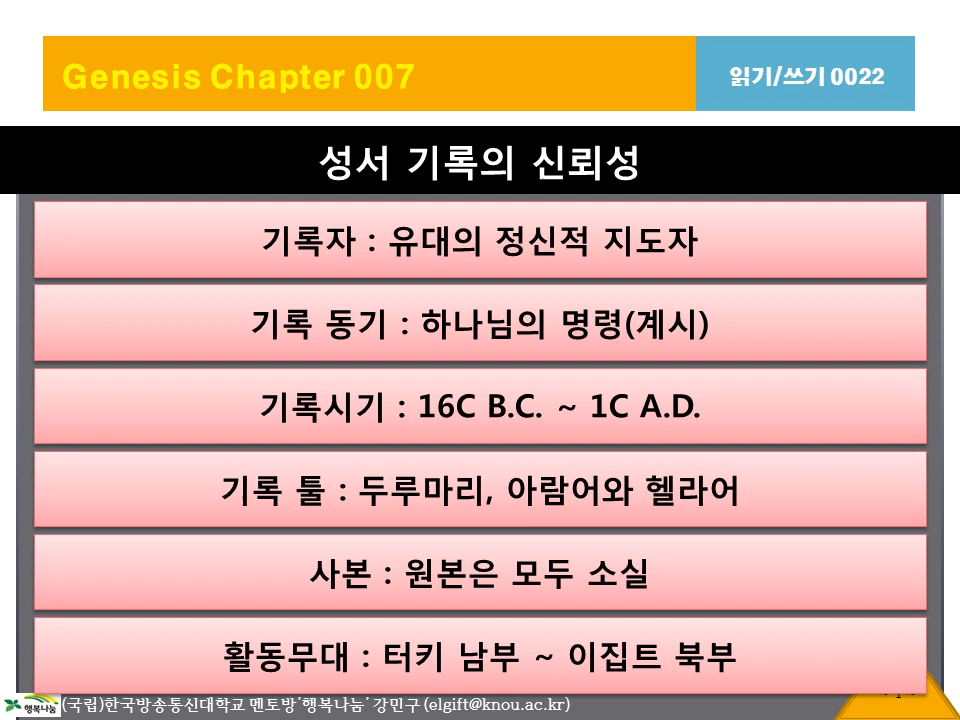 Genesis Chapter 007
읽기/쓰기 0022
성서 기록의 신뢰성
기록자 : 유대의 정신적 지도자
기록 동기 : 하나님의 명령(계시)
기록시기 : 16C B.C. ~ 1C A.D.
기록 툴 : 두루마리, 아람어와 헬라어
사본 : 원본은 모두 소실
활동무대 : 터키 남부 ~ 이집트 북부
행복나눔
(국립)한국방송통신대학교 멘토방'행복나눔' 강민구 (elgift@knou.ac.kr)